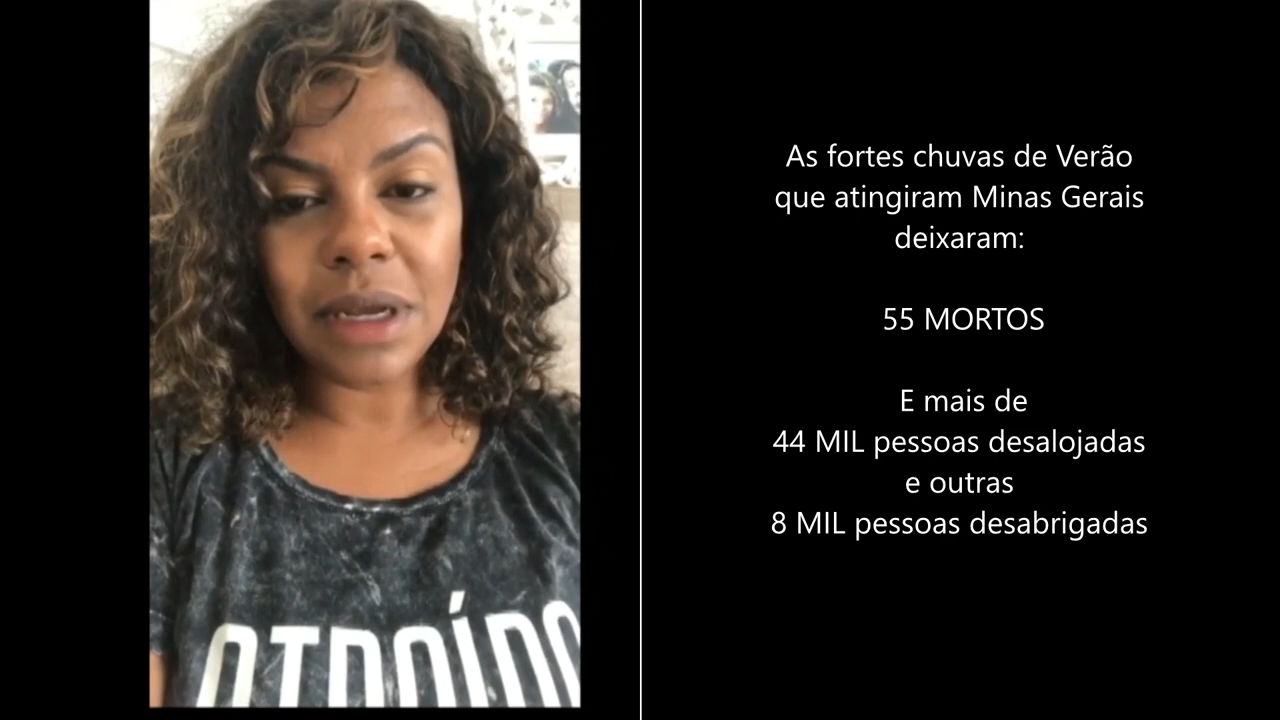 As fortes chuvas de Verão
que atingiram Minas Gerais
deixaram:
55 MORTOS
E mais de
44 MIL pessoas desalojadas
e outras
8 MIL pessoas desabrigadas